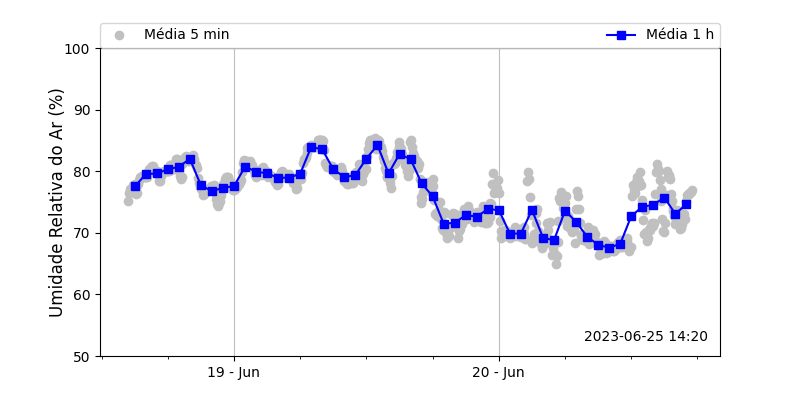 Média 5 min
Média 1 h
100
90
80
70
60
50
Umidade Relativa do Ar (%)
2023-06-25 14:20
19 - Jun
20 - Jun